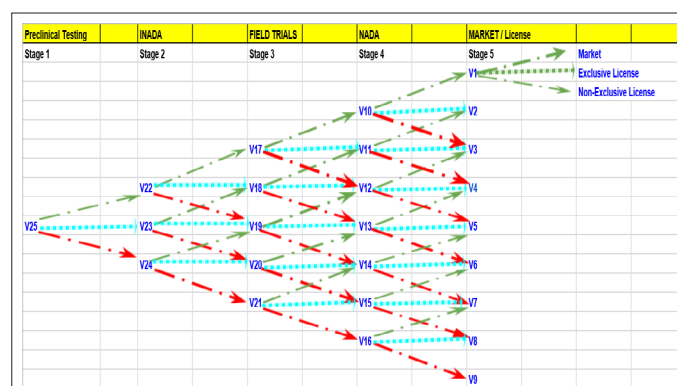 Preclinical Testing INADA FIELD TRIALS NADA MARKET / License
Stage 1 Stage 2 Stage 3 Stage 4 Stage 5 Market
V1 Exclusive License
Non-Exclusive License
V10 V2
V17 V11 V3
V22 V18 V12 V4
V25 V23 V19 V13 V5
V24 V20 V14 V6
V21 V15 V7
V16 V8
V9